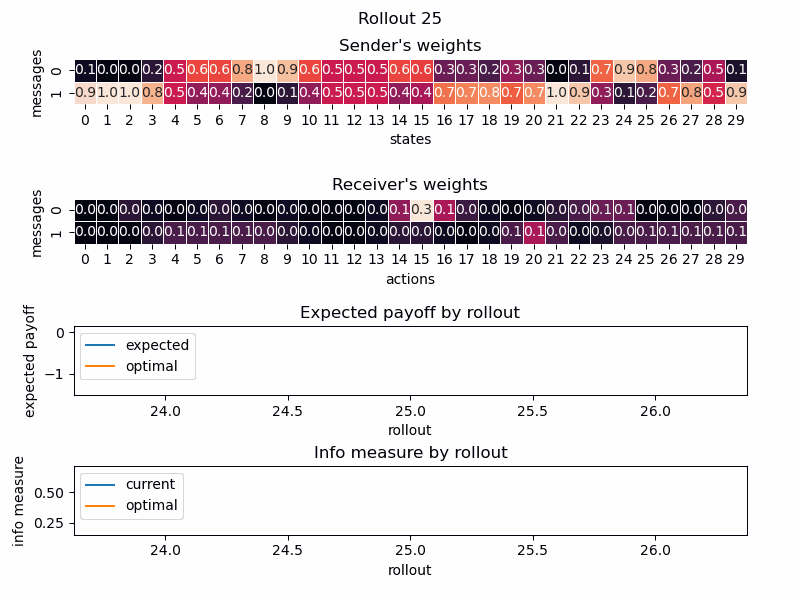 Rollout 25
Sender's weights
messages
0 0.1 0.0 0.0 0.2 0.5 0.6 0.6 0.8 1.0 0.9 0.6 0.5 0.5 0.5 0.6 0.6 0.3 0.3 0.2 0.3 0.3 0.0 0.1 0.7 0.9 0.8 0.3 0.2 0.5 0.1
1 0.9 1.0 1.0 0.8 0.5 0.4 0.4 0.2 0.0 0.1 0.4 0.5 0.5 0.5 0.4 0.4 0.7 0.7 0.8 0.7 0.7 1.0 0.9 0.3 0.1 0.2 0.7 0.8 0.5 0.9
0 1 2 3 4 5 6 7 8 9 10 11 12 13 14 15 16 17 18 19 20 21 22 23 24 25 26 27 28 29
states
Receiver's weights
messages
0 0.0 0.0 0.0 0.0 0.0 0.0 0.0 0.0 0.0 0.0 0.0 0.0 0.0 0.0 0.1 0.3 0.1 0.0 0.0 0.0 0.0 0.0 0.0 0.1 0.1 0.0 0.0 0.0 0.0 0.0
1 0.0 0.0 0.0 0.0 0.1 0.1 0.1 0.1 0.0 0.0 0.0 0.0 0.0 0.0 0.0 0.0 0.0 0.0 0.0 0.1 0.1 0.0 0.0 0.0 0.0 0.1 0.1 0.1 0.1 0.1
0 1 2 3 4 5 6 7 8 9 10 11 12 13 14 15 16 17 18 19 20 21 22 23 24 25 26 27 28 29
actions
Expected payoff by rollout
expected payoff
0
−1
expected
optimal
24.0 24.5 25.0 25.5 26.0
rollout
Info measure by rollout
info measure
0.50
0.25
current
optimal
24.0 24.5 25.0 25.5 26.0
rollout